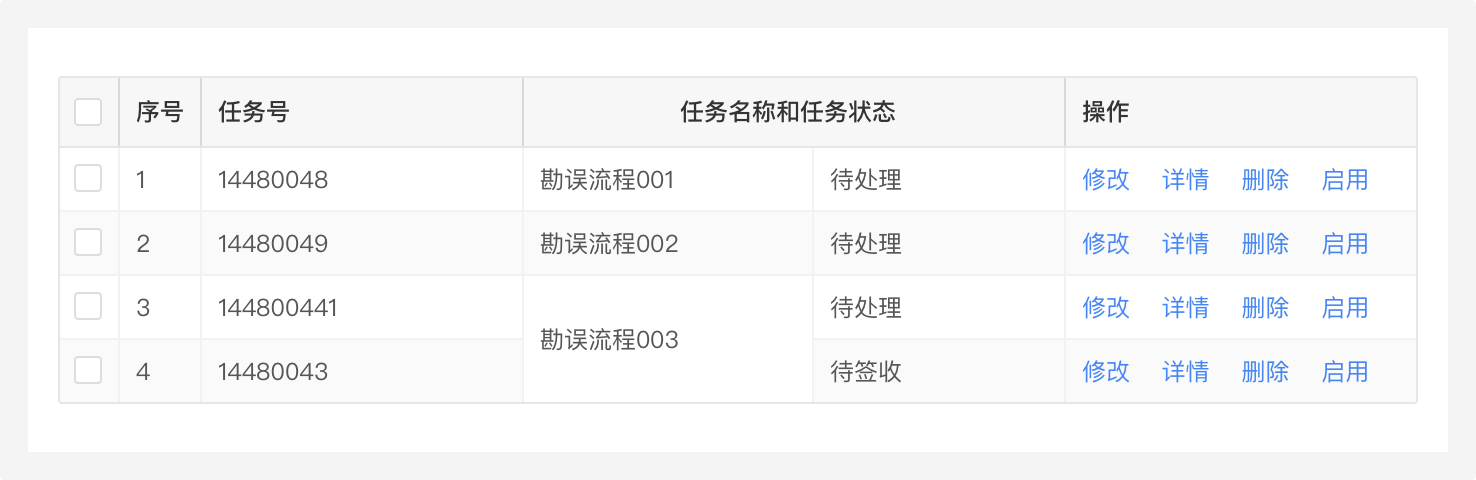 序号 任务号 任务名称和任务状态 操作
1 14480048 勘误流程001 待处理 修改 详情 删除 启用
2 14480049 勘误流程002 待处理 修改 详情 删除 启用
3 144800441 勘误流程003 待处理 修改 详情 删除 启用
4 14480043 待签收 修改 详情 删除 启用